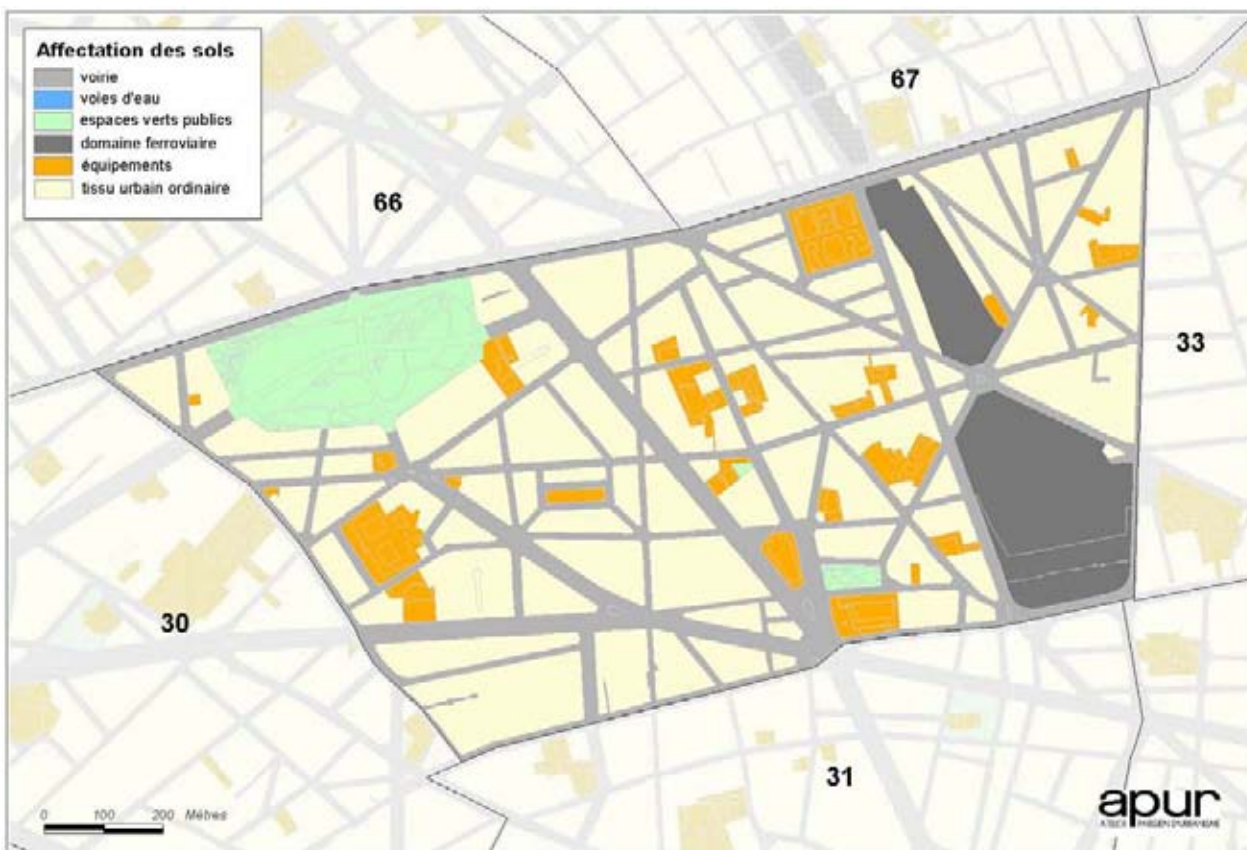 Affectation des sols
voirie
voies d'eau
espaces verts publics
domaine ferroviaire
équipements
tissu urbain ordinaire
67
66
33
30
31
0 100 200 Mètres
apur